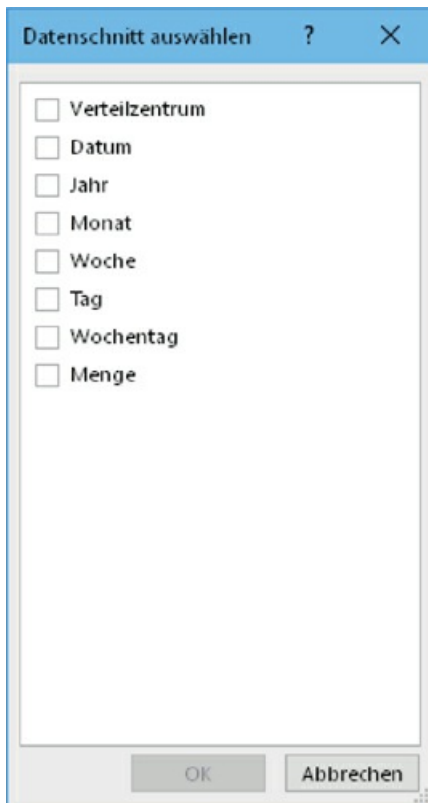 Datenschnitt auswählen ? ×
Verteilzentrum
Datum
Jahr
Monat
Woche
Tag
Wochentag
Menge
OK Abbrechen